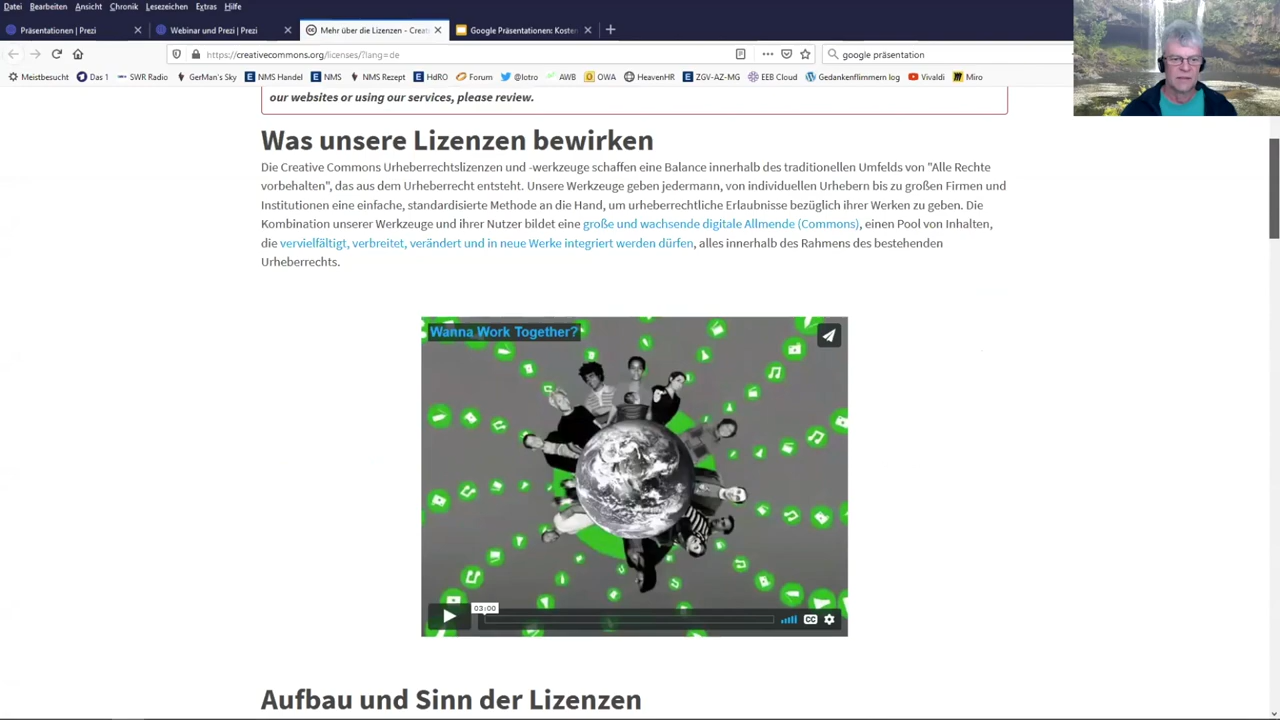 Datei Bearbeiten Ansicht Chronik Lesezeichen Extras Hilfe
Präsentationen | Prezi
Webinar und Prezi | Prezi
Mehr über die Lizenzen - Creati
Google Präsentationen: Kosten
https://creativecommons.org/licenses/?lang=de
google präsentation
Meistbesucht Das 1 SWR Radio GerMan's Sky NMS Handel NMS NMS Rezept HdRO Forum @lotro AWB OWA HeavenHR ZGV-AZ-MG EEB Cloud Gedankenflimmern log Vivaldi Miro
our websites or using our services, please review.
Was unsere Lizenzen bewirken
Die Creative Commons Urheberrechtslizenzen und -werkzeuge schaffen eine Balance innerhalb des traditionellen Umfelds von "Alle Rechte
vorbehalten", das aus dem Urheberrecht entsteht. Unsere Werkzeuge geben jedermann, von individuellen Urhebern bis zu großen Firmen und
Institutionen eine einfache, standardisierte Methode an die Hand, um urheberrechtliche Erlaubnisse bezüglich ihrer Werken zu geben. Die
Kombination unserer Werkzeuge und ihrer Nutzer bildet eine große und wachsende digitale Allmende (Commons), einen Pool von Inhalten,
die vervielfältigt, verbreitet, verändert und in neue Werke integriert werden dürfen, alles innerhalb des Rahmens des bestehenden
Urheberrechts.
Wanna Work Together?
03:00
CC
Aufbau und Sinn der Lizenzen